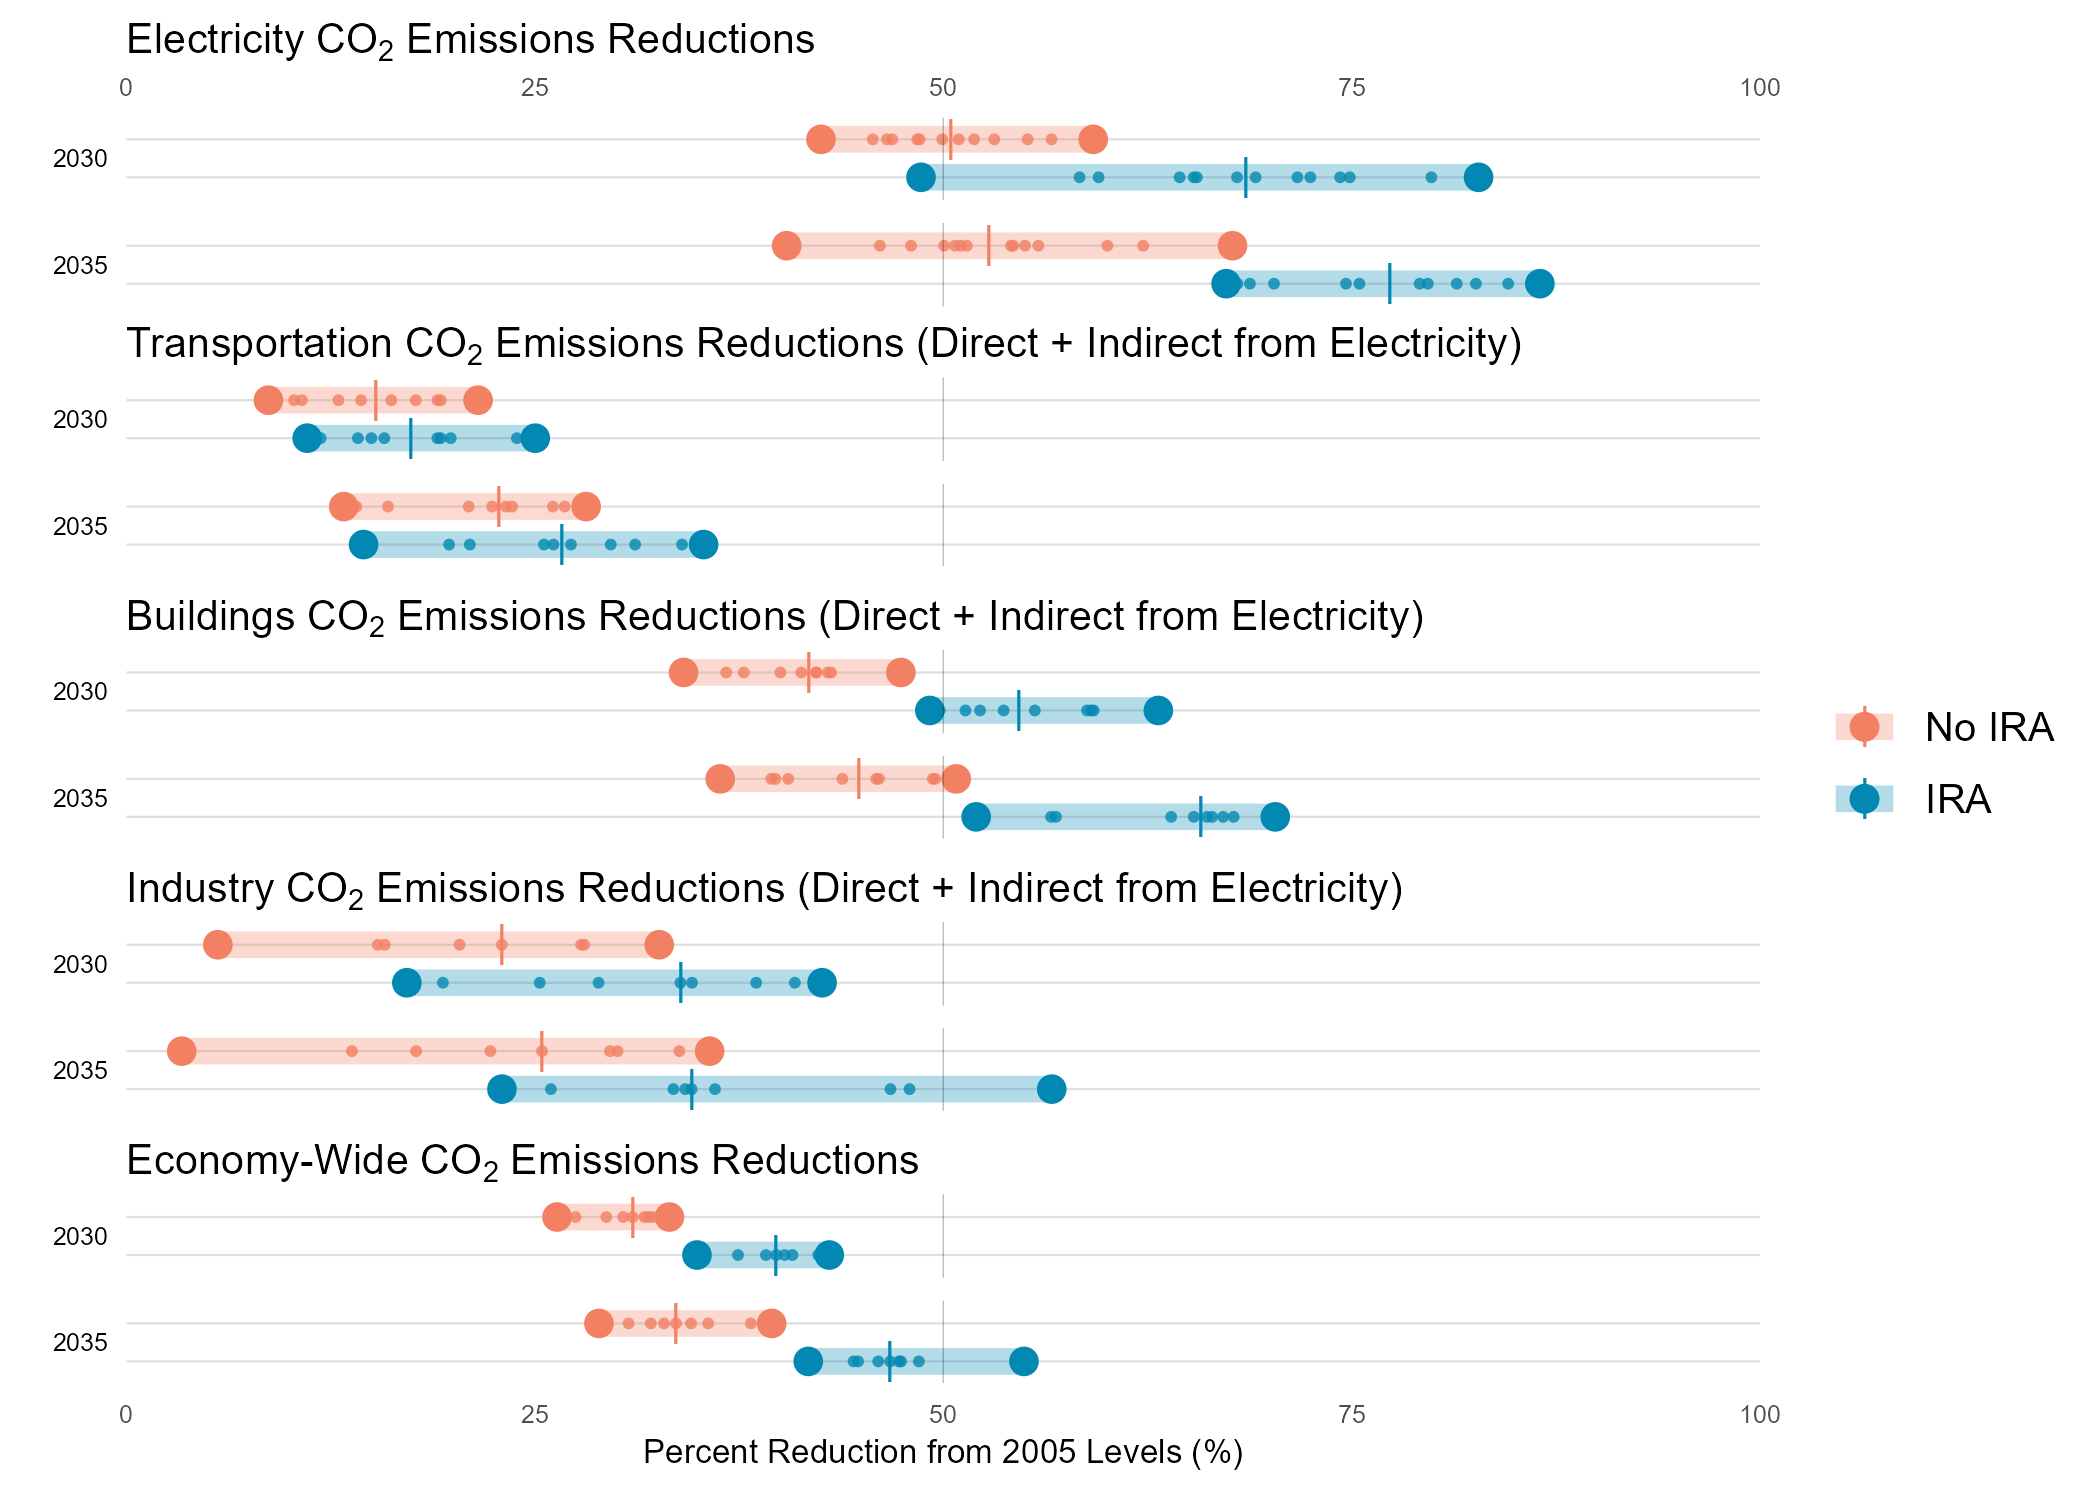 Electricity CO₂ Emissions Reductions
0 25 50 75 100
2030
2035
Transportation CO₂ Emissions Reductions (Direct + Indirect from Electricity)
2030
2035
Buildings CO₂ Emissions Reductions (Direct + Indirect from Electricity)
2030
2035
No IRA
IRA
Industry CO₂ Emissions Reductions (Direct + Indirect from Electricity)
2030
2035
Economy-Wide CO₂ Emissions Reductions
2030
2035
0 25 50 75 100
Percent Reduction from 2005 Levels (%)